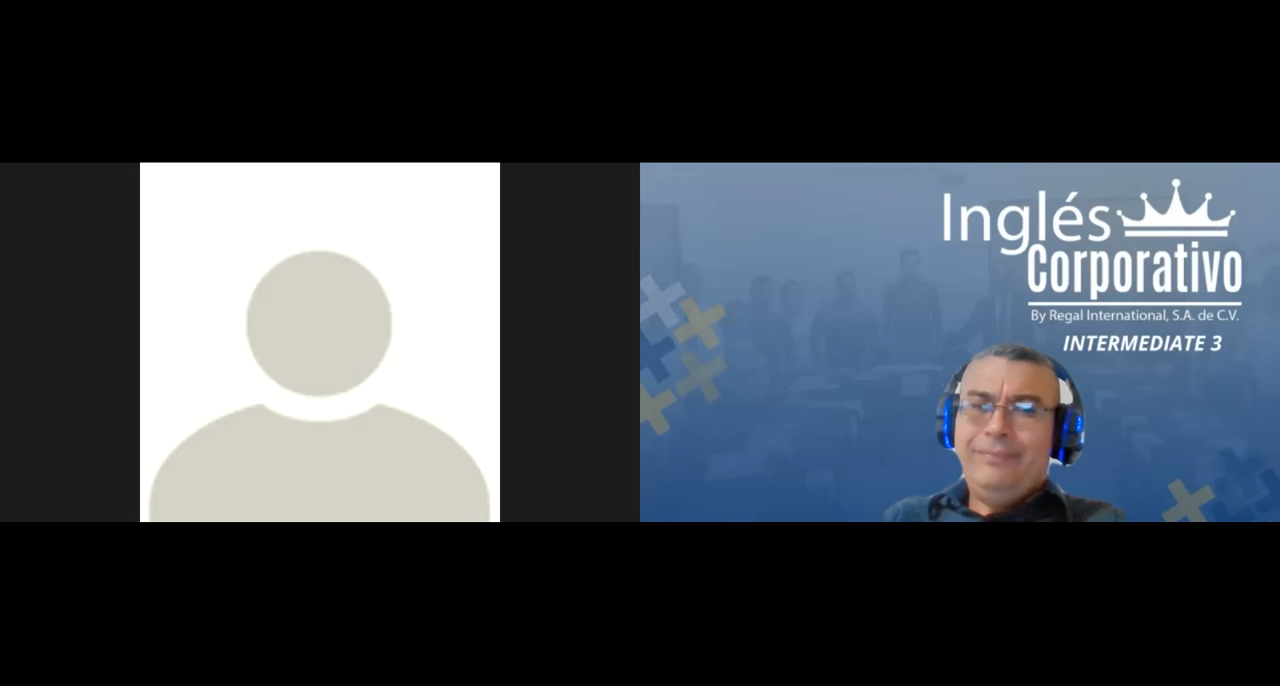 Inglés
Corporativo
By Regal International, S.A. de C.V.
INTERMEDIATE 3